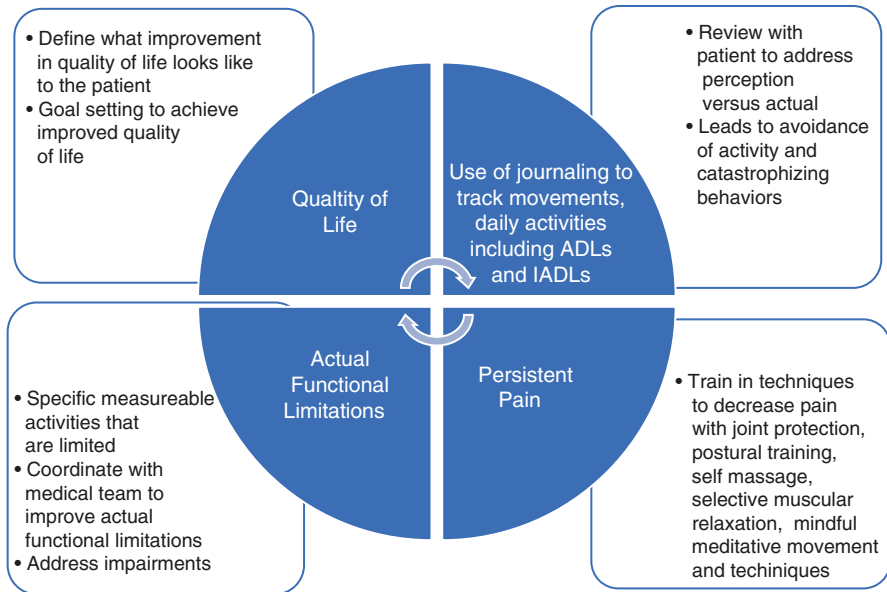 • Define what improvement
in quality of life looks like
to the patient
• Goal setting to achieve
improved quality
of life
Qualtity of
Life
• Review with
patient to address
perception
versus actual
• Leads to avoidance
of activity and
catastrophizing
behaviors
Use of journaling to
track movements,
daily activities
including ADLs
and IADLs
• Specific measureable
activities that
are limited
• Coordinate with
medical team to
improve actual
functional limitations
• Address impairments
Actual
Functional
Limitations
Persistent
Pain
• Train in techniques
to decrease pain
with joint protection,
postural training,
self massage,
selective muscular
relaxation, mindful
meditative movement
and techiniques